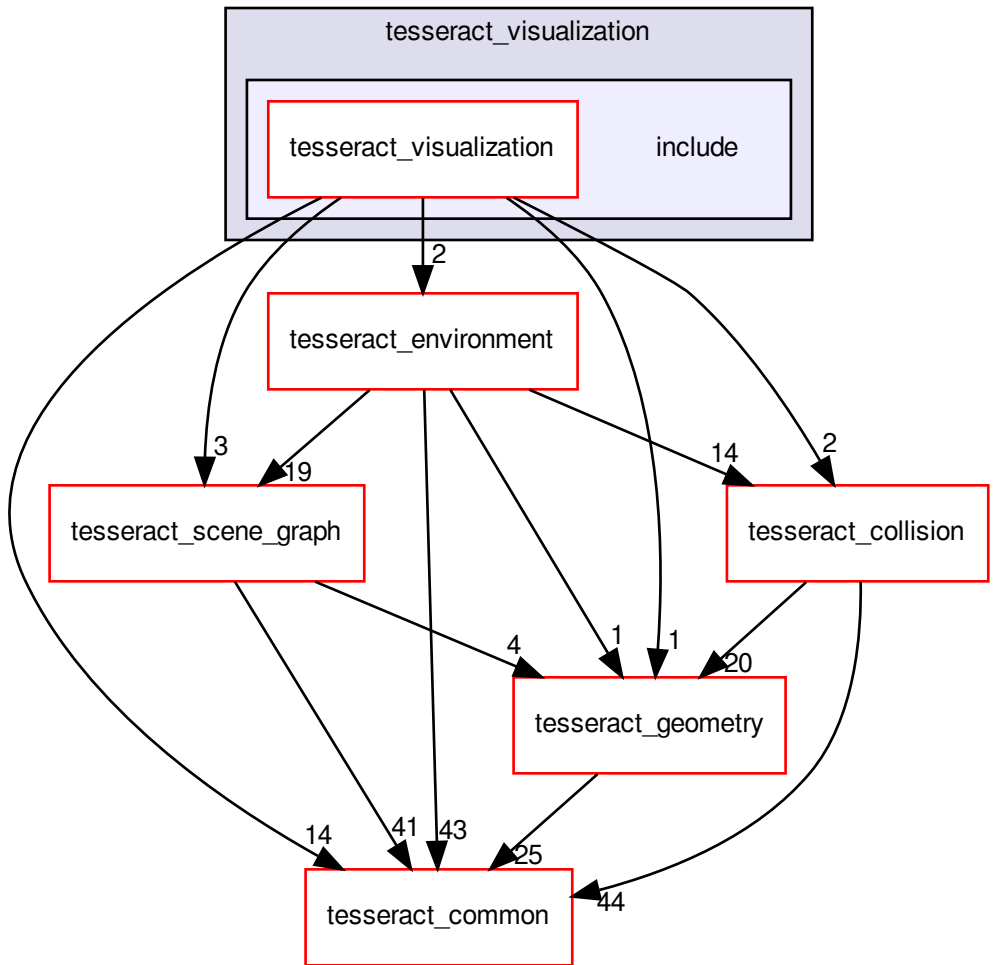 tesseract_visualization
tesseract_visualization
include
2
tesseract_environment
3
19
14
2
tesseract_scene_graph
tesseract_collision
4
1
1
20
tesseract_geometry
14
41
43
25
44
tesseract_common